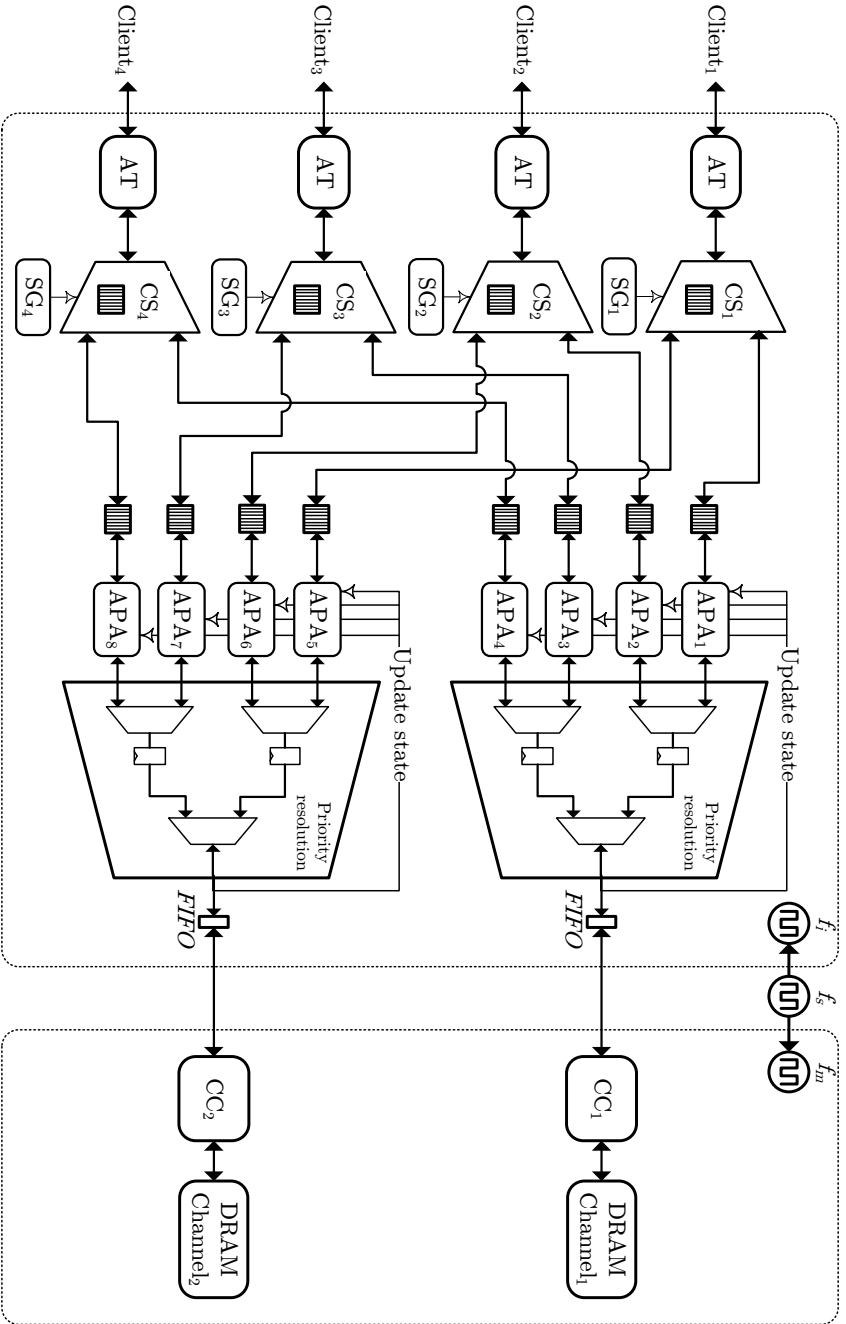 Client₁
Client₂
Client₃
Client₄
AT
AT
AT
AT
SG₁
CS₁
SG₂
CS₂
SG₃
CS₃
SG₄
CS₄
APA₁
APA₂
APA₃
APA₄
APA₅
APA₆
APA₇
APA₈
Update state
Update state
Priority
resolution
Priority
resolution
FIFO
FIFO
fᵢ
fₛ
fₘ
CC₁
CC₂
DRAM
Channel₁
DRAM
Channel₂